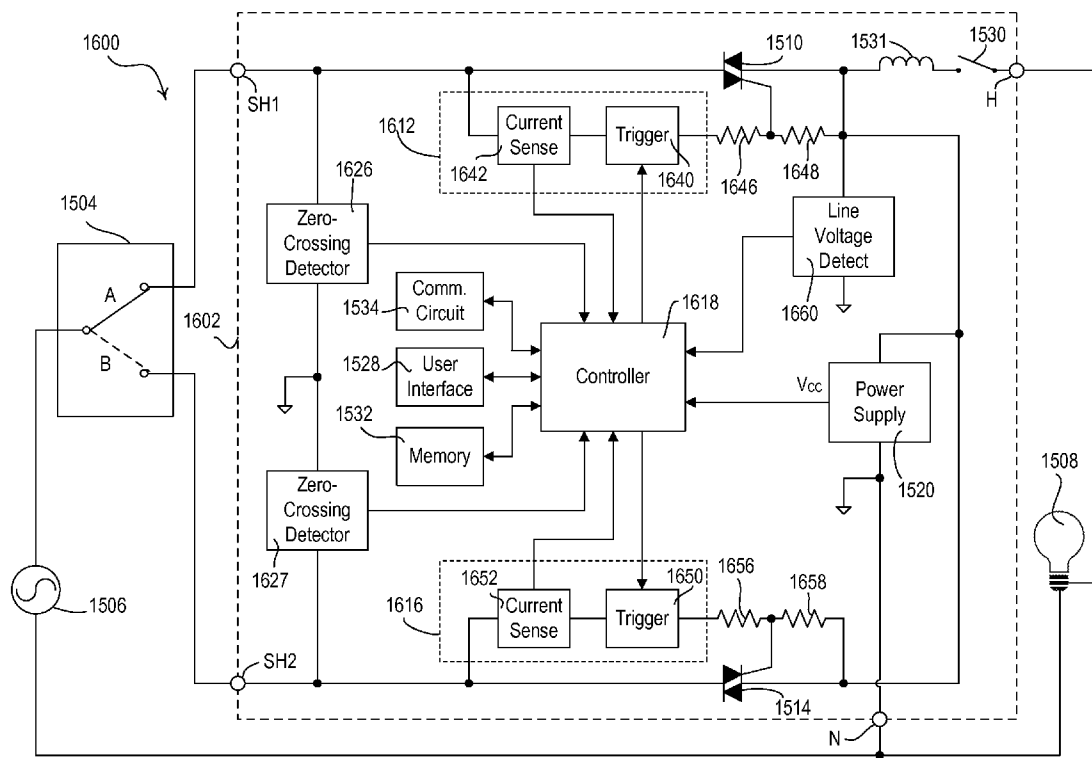 1600
SH1
1510
1531
1530
H
1612
Current
Sense
1642
Trigger
1640
1646
1648
1626
Zero-
Crossing
Detector
Line
Voltage
Detect
1660
1504
A
B
1602
Comm.
Circuit
1534
1618
User
Interface
1528
Controller
Memory
1532
VCC
Power
Supply
1520
1508
Zero-
Crossing
Detector
1627
1506
1616
1652
Current
Sense
1650
Trigger
1656
1658
SH2
1514
N